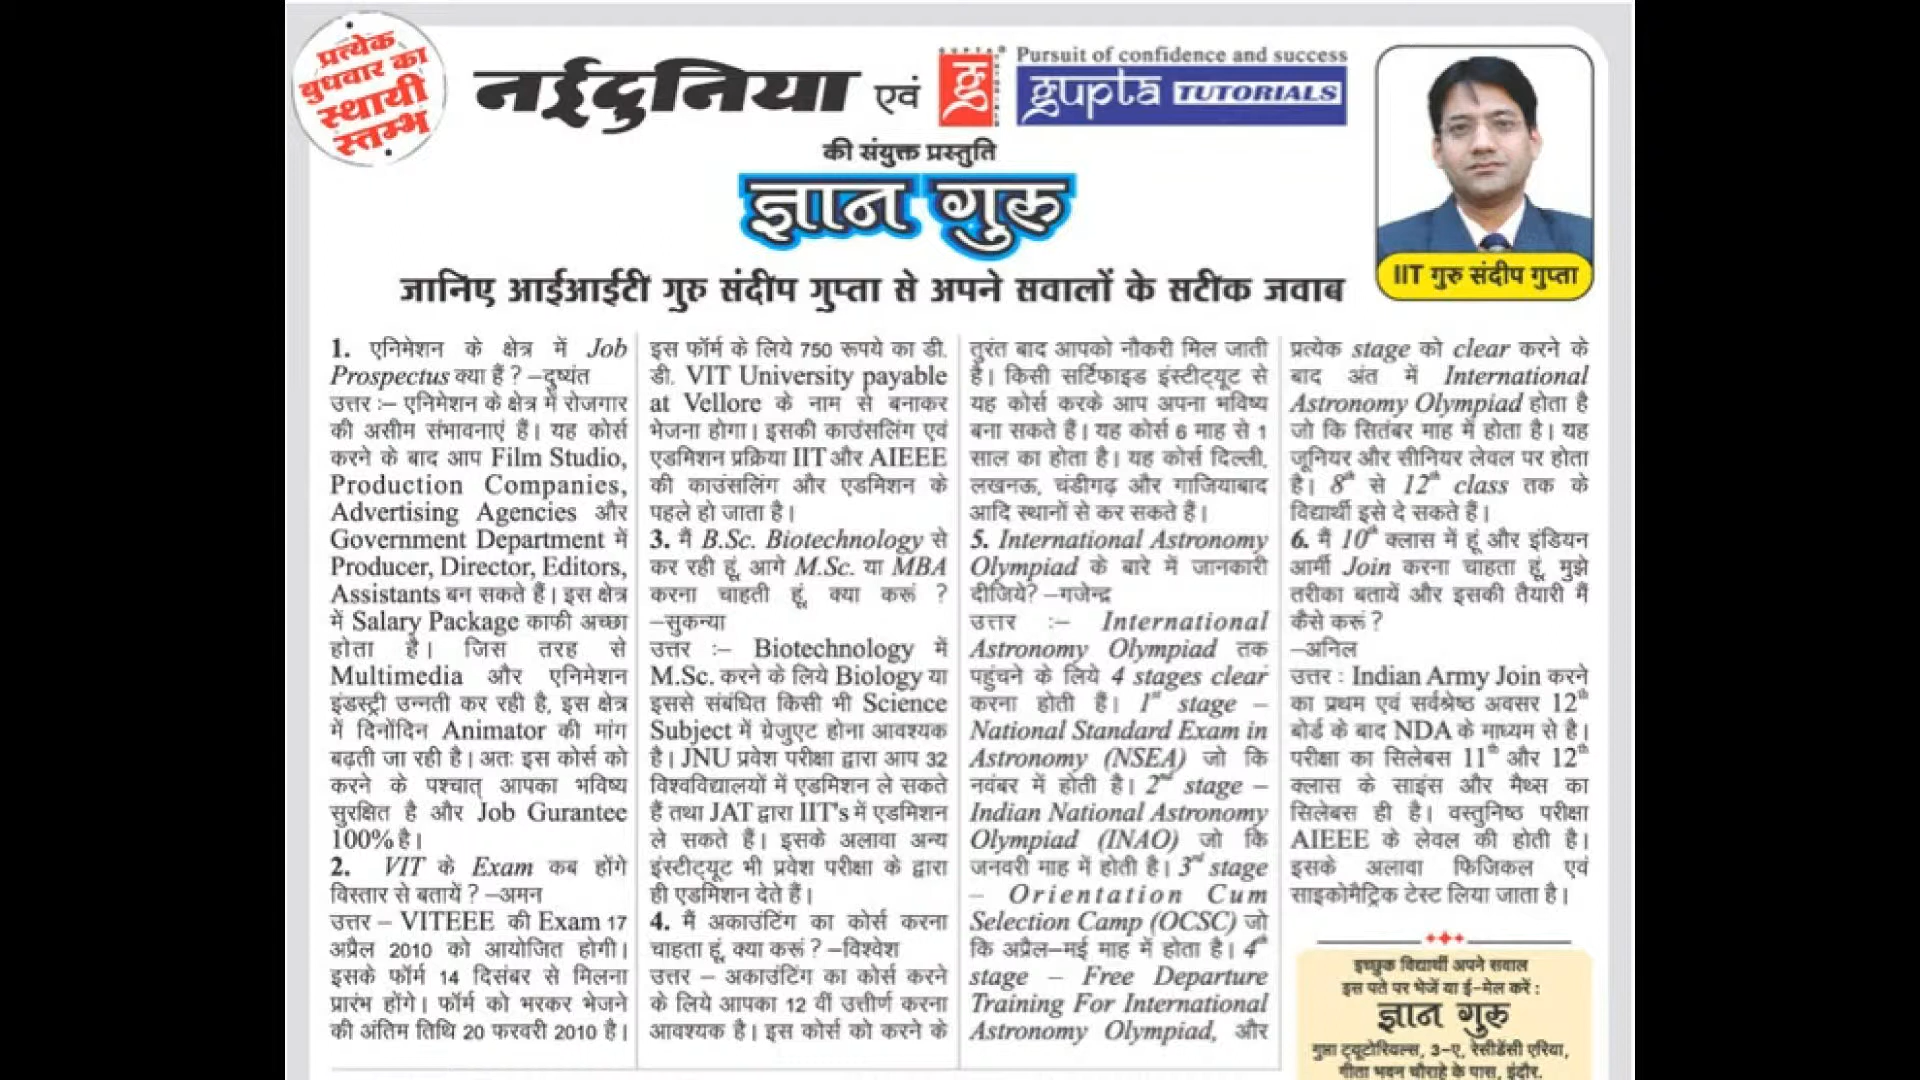 प्रत्येक
बुधवार का
स्थायी
स्तम्भ
नईदुनिया एवं
GUPTA TUTORIALS
Pursuit of confidence and success
gupta TUTORIALS
की संयुक्त प्रस्तुति
ज्ञान गुरु
जानिए आईआईटी गुरु संदीप गुप्ता से अपने सवालों के सटीक जवाब
IIT गुरु संदीप गुप्ता
1. एनिमेशन के क्षेत्र में Job
Prospectus क्या हैं ? –दुष्यंत
उत्तर :– एनिमेशन के क्षेत्र में रोजगार
की असीम संभावनाएं हैं। यह कोर्स
करने के बाद आप Film Studio,
Production Companies,
Advertising Agencies और
Government Department में
Producer, Director, Editors,
Assistants बन सकते हैं। इस क्षेत्र
में Salary Package काफी अच्छा
होता है। जिस तरह से
Multimedia और एनिमेशन
इंडस्ट्री उन्नती कर रही है, इस क्षेत्र
में दिनोंदिन Animator की मांग
बढ़ती जा रही है। अतः इस कोर्स को
करने के पश्चात् आपका भविष्य
सुरक्षित है और Job Gurantee
100% है।
2. VIT के Exam कब होंगे
विस्तार से बतायें ? –अमन
उत्तर – VITEEE की Exam 17
अप्रैल 2010 को आयोजित होगी।
इसके फॉर्म 14 दिसंबर से मिलना
प्रारंभ होंगे। फॉर्म को भरकर भेजने
की अंतिम तिथि 20 फरवरी 2010 है।
इस फॉर्म के लिये 750 रूपये का डी.
डी. VIT University payable
at Vellore के नाम से बनाकर
भेजना होगा। इसकी काउंसलिंग एवं
एडमिशन प्रक्रिया IIT और AIEEE
की काउंसलिंग और एडमिशन के
पहले हो जाता है।
3. मैं B.Sc. Biotechnology से
कर रही हूं, आगे M.Sc. या MBA
करना चाहती हूं, क्या करूं ?
–सुकन्या
उत्तर :– Biotechnology में
M.Sc. करने के लिये Biology या
इससे संबंधित किसी भी Science
Subject में ग्रेजुएट होना आवश्यक
है। JNU प्रवेश परीक्षा द्वारा आप 32
विश्वविद्यालयों में एडमिशन ले सकते
हैं तथा JAT द्वारा IIT's में एडमिशन
ले सकते हैं। इसके अलावा अन्य
इंस्टीट्यूट भी प्रवेश परीक्षा के द्वारा
ही एडमिशन देते हैं।
4. मैं अकाउंटिंग का कोर्स करना
चाहता हूं, क्या करूं ? –विश्वेश
उत्तर – अकाउंटिंग का कोर्स करने
के लिये आपका 12 वीं उत्तीर्ण करना
आवश्यक है। इस कोर्स को करने के
तुरंत बाद आपको नौकरी मिल जाती
है। किसी सर्टिफाइड इंस्टीट्यूट से
यह कोर्स करके आप अपना भविष्य
बना सकते हैं। यह कोर्स 6 माह से 1
साल का होता है। यह कोर्स दिल्ली,
लखनऊ, चंडीगढ़ और गाजियाबाद
आदि स्थानों से कर सकते हैं।
5. International Astronomy
Olympiad के बारे में जानकारी
दीजिये? –गजेन्द्र
उत्तर :– International
Astronomy Olympiad तक
पहुंचने के लिये 4 stages clear
करना होती हैं। 1st stage –
National Standard Exam in
Astronomy (NSEA) जो कि
नवंबर में होती है। 2nd stage –
Indian National Astronomy
Olympiad (INAO) जो कि
जनवरी माह में होती है। 3rd stage
– Orientation Cum
Selection Camp (OCSC) जो
कि अप्रैल–मई माह में होता है। 4th
stage – Free Departure
Training For International
Astronomy Olympiad, और
प्रत्येक stage को clear करने के
बाद अंत में International
Astronomy Olympiad होता है
जो कि सितंबर माह में होता है। यह
जूनियर और सीनियर लेवल पर होता
है। 8th से 12th class तक के
विद्यार्थी इसे दे सकते हैं।
6. मैं 10th क्लास में हूं और इंडियन
आर्मी Join करना चाहता हूं, मुझे
तरीका बतायें और इसकी तैयारी मैं
कैसे करूं ?
–अनिल
उत्तर : Indian Army Join करने
का प्रथम एवं सर्वश्रेष्ठ अवसर 12th
बोर्ड के बाद NDA के माध्यम से है।
परीक्षा का सिलेबस 11th और 12th
क्लास के साइंस और मैथ्स का
सिलेबस ही है। वस्तुनिष्ठ परीक्षा
AIEEE के लेवल की होती है।
इसके अलावा फिजिकल एवं
साइकोमैट्रिक टेस्ट लिया जाता है।
इच्छुक विद्यार्थी अपने सवाल
इस पते पर भेजें या ई-मेल करें :
ज्ञान गुरु
गुप्ता ट्यूटोरियल्स, 3-ए, रेसीडेंसी एरिया,
गीता भवन चौराहे के पास, इंदौर.